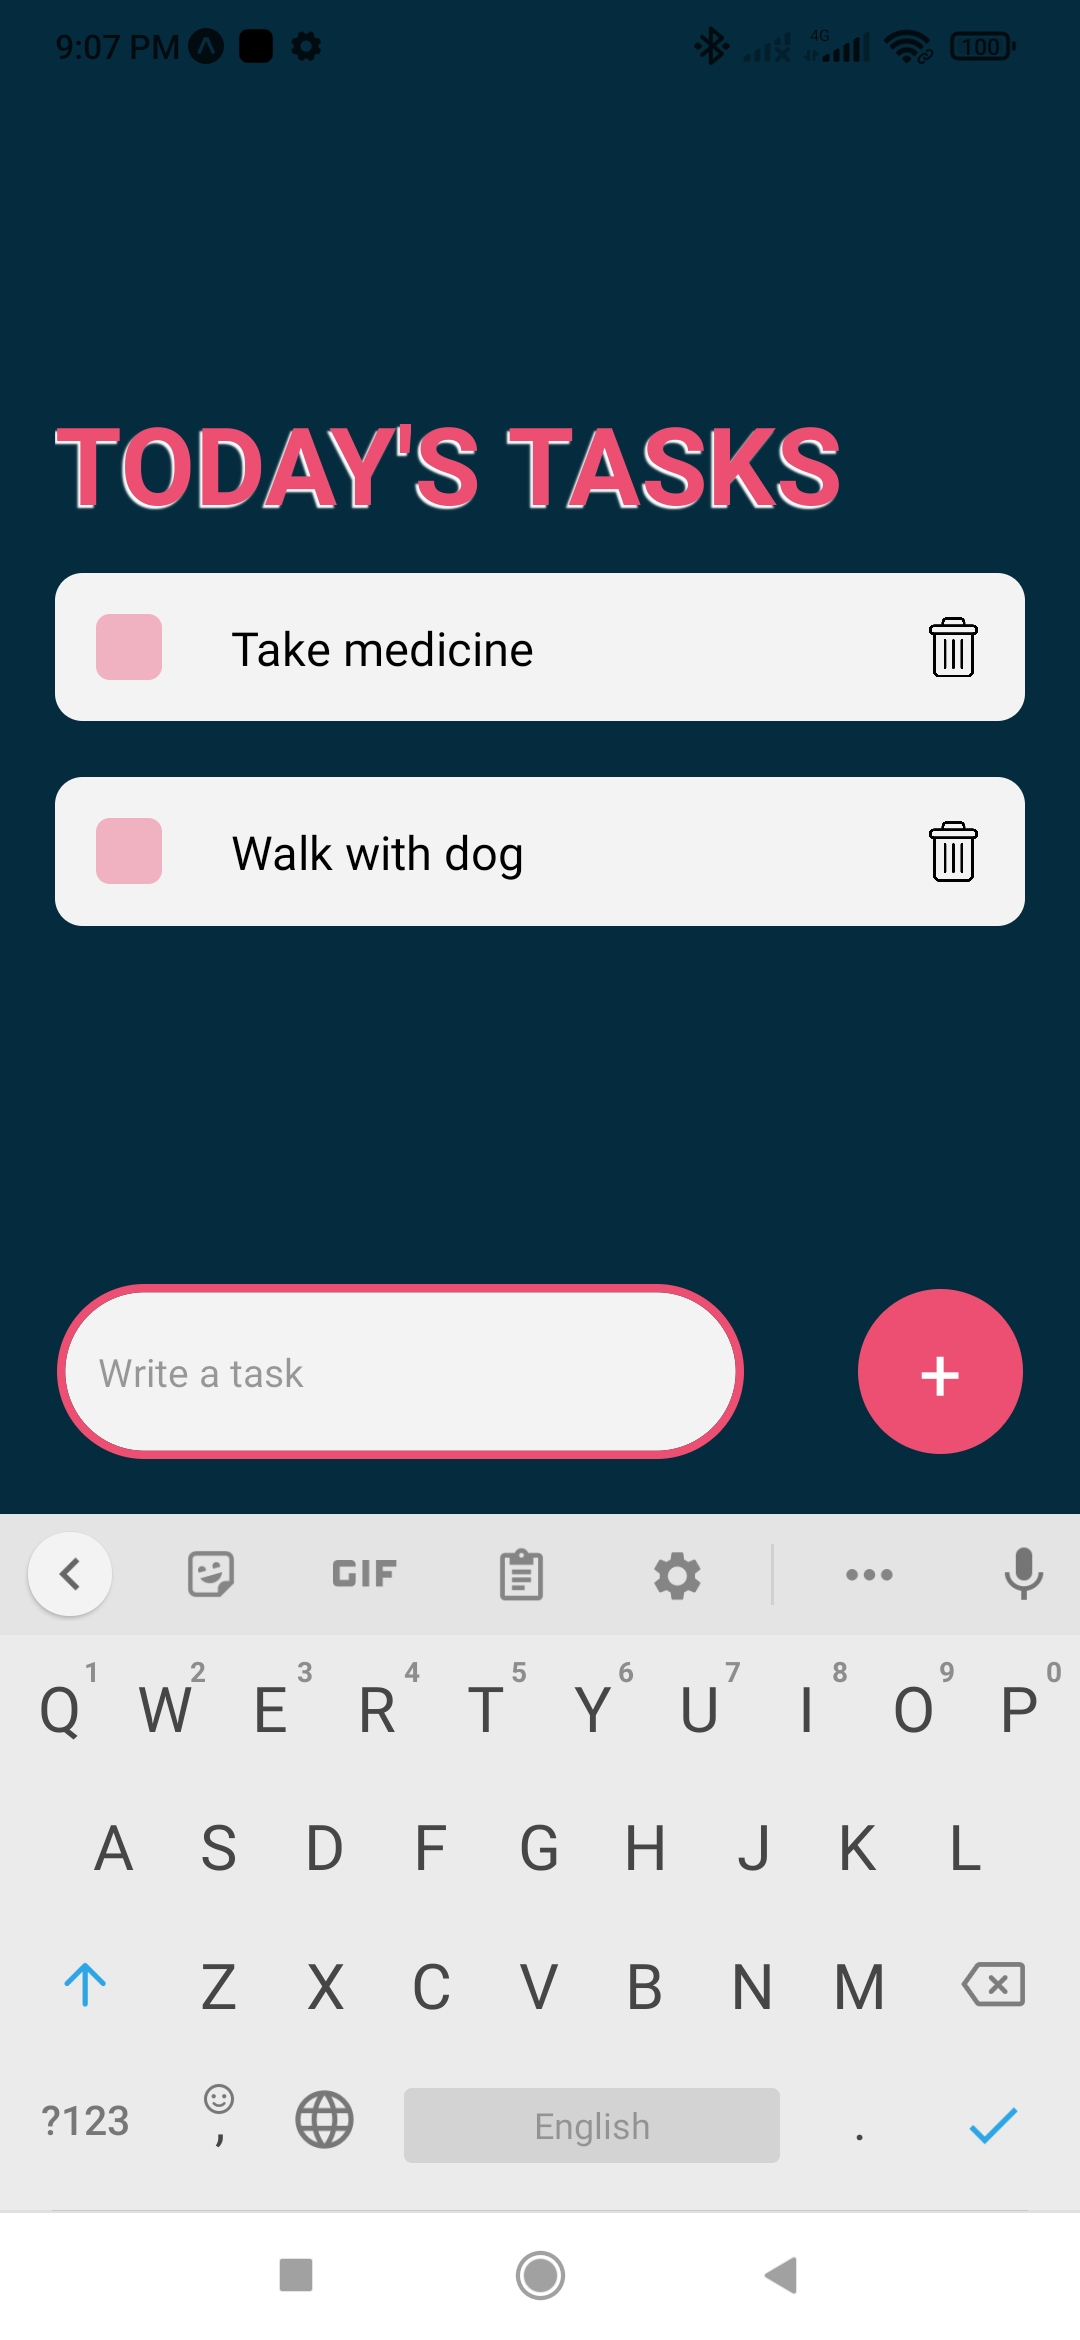 9:07 PM 4G 100
TODAY'S TASKS
Take medicine
Walk with dog
Write a task
+
GIF
1 2 3 4 5 6 7 8 9 0
Q W E R T Y U I O P
A S D F G H J K L
Z X C V B N M
?123 , English .